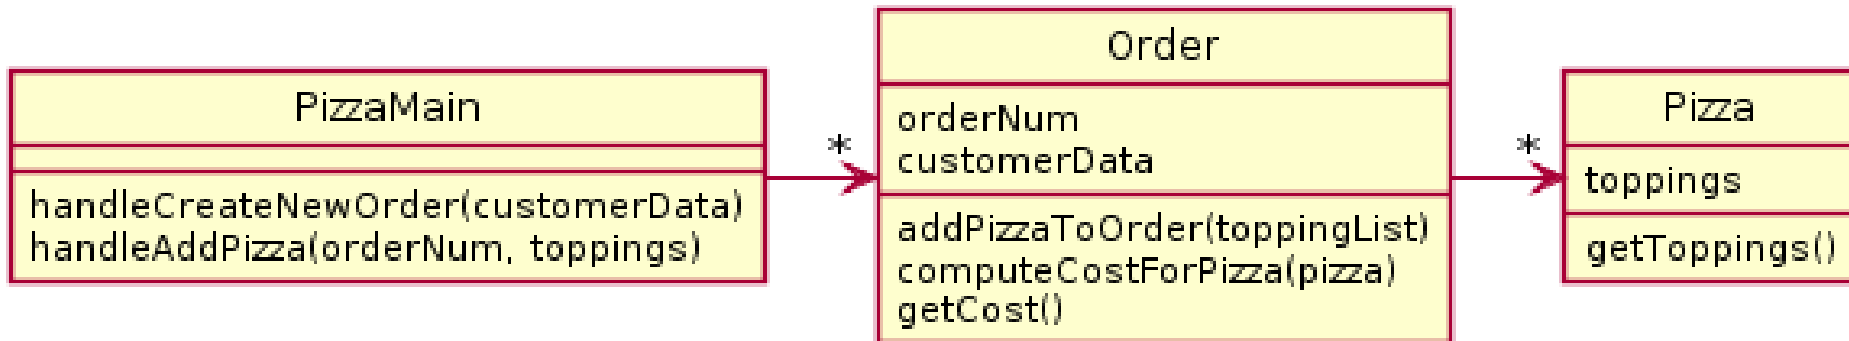 PizzaMain
handleCreateNewOrder(customerData)
handleAddPizza(orderNum, toppings)
*
Order
orderNum
customerData
addPizzaToOrder(toppingList)
computeCostForPizza(pizza)
getCost()
*
Pizza
toppings
getToppings()